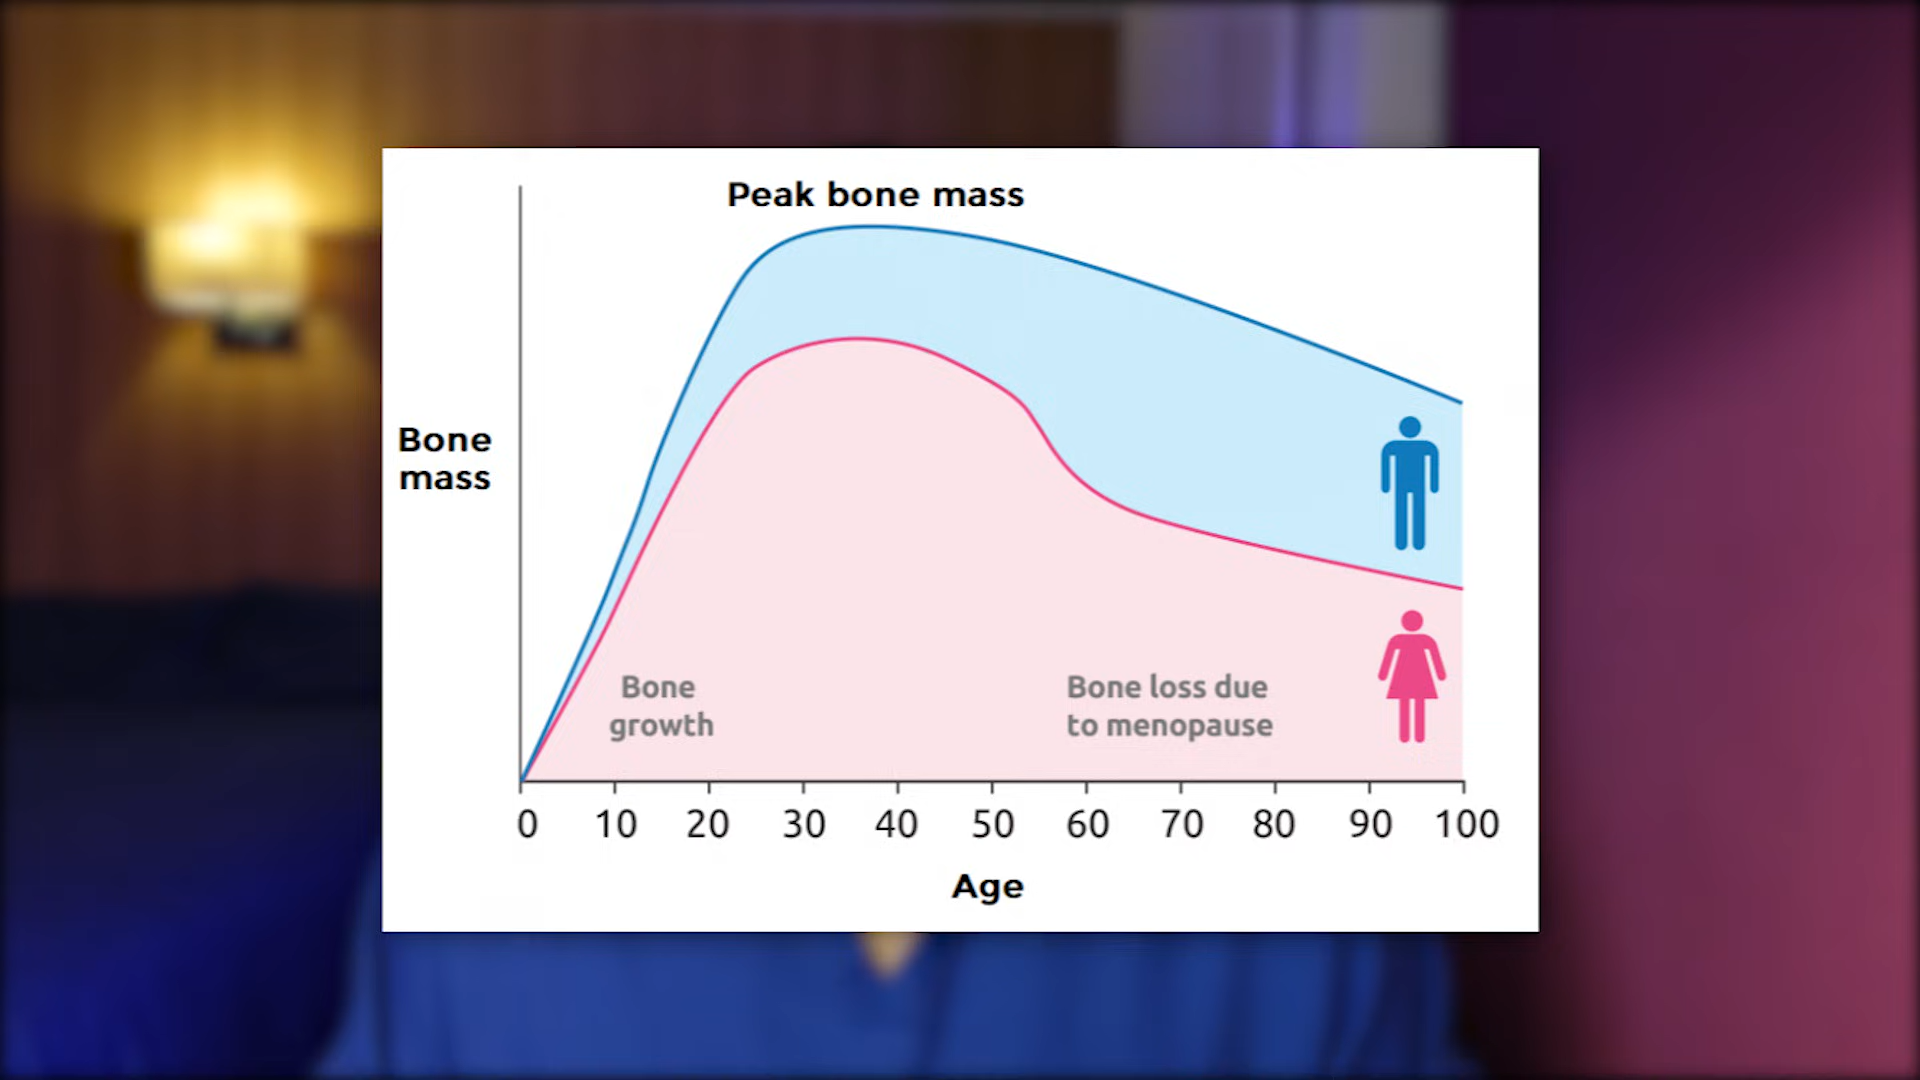 Peak bone mass
Bone
mass
Bone
growth
Bone loss due
to menopause
0 10 20 30 40 50 60 70 80 90 100
Age